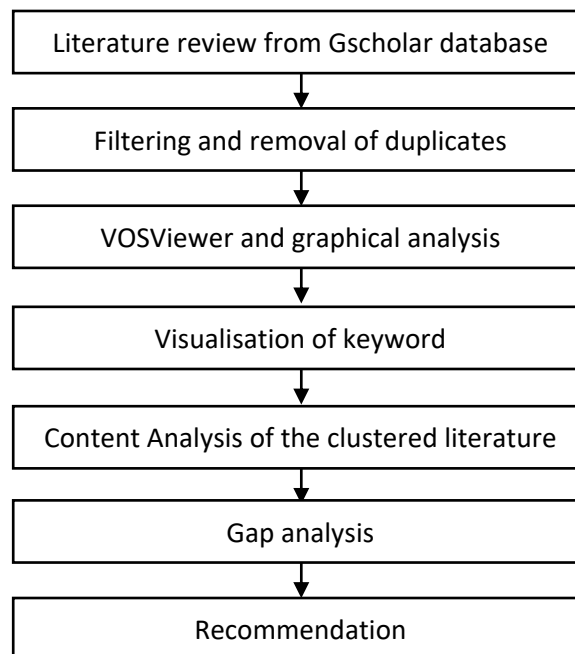 Literature review from Gscholar database
Filtering and removal of duplicates
VOSViewer and graphical analysis
Visualisation of keyword
Content Analysis of the clustered literature
Gap analysis
Recommendation